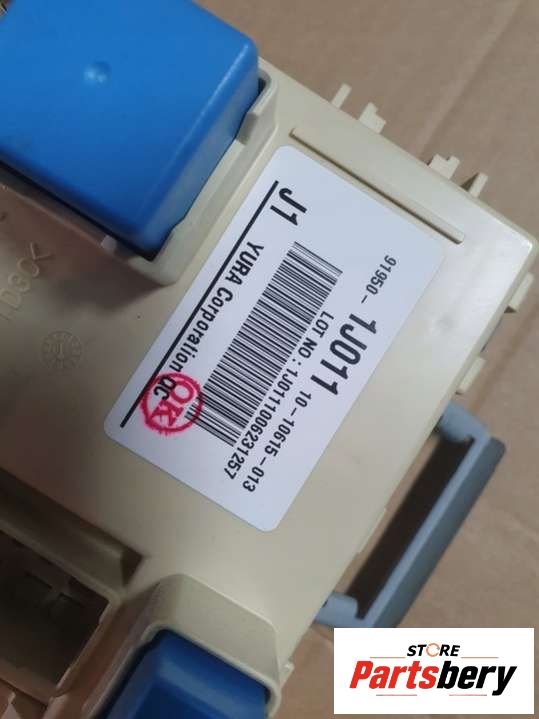 91950-1J011 10-10615-013
LOT NO : 1J0111006231257
J1 YURA Corporation QC
OK
STORE
Partsbery